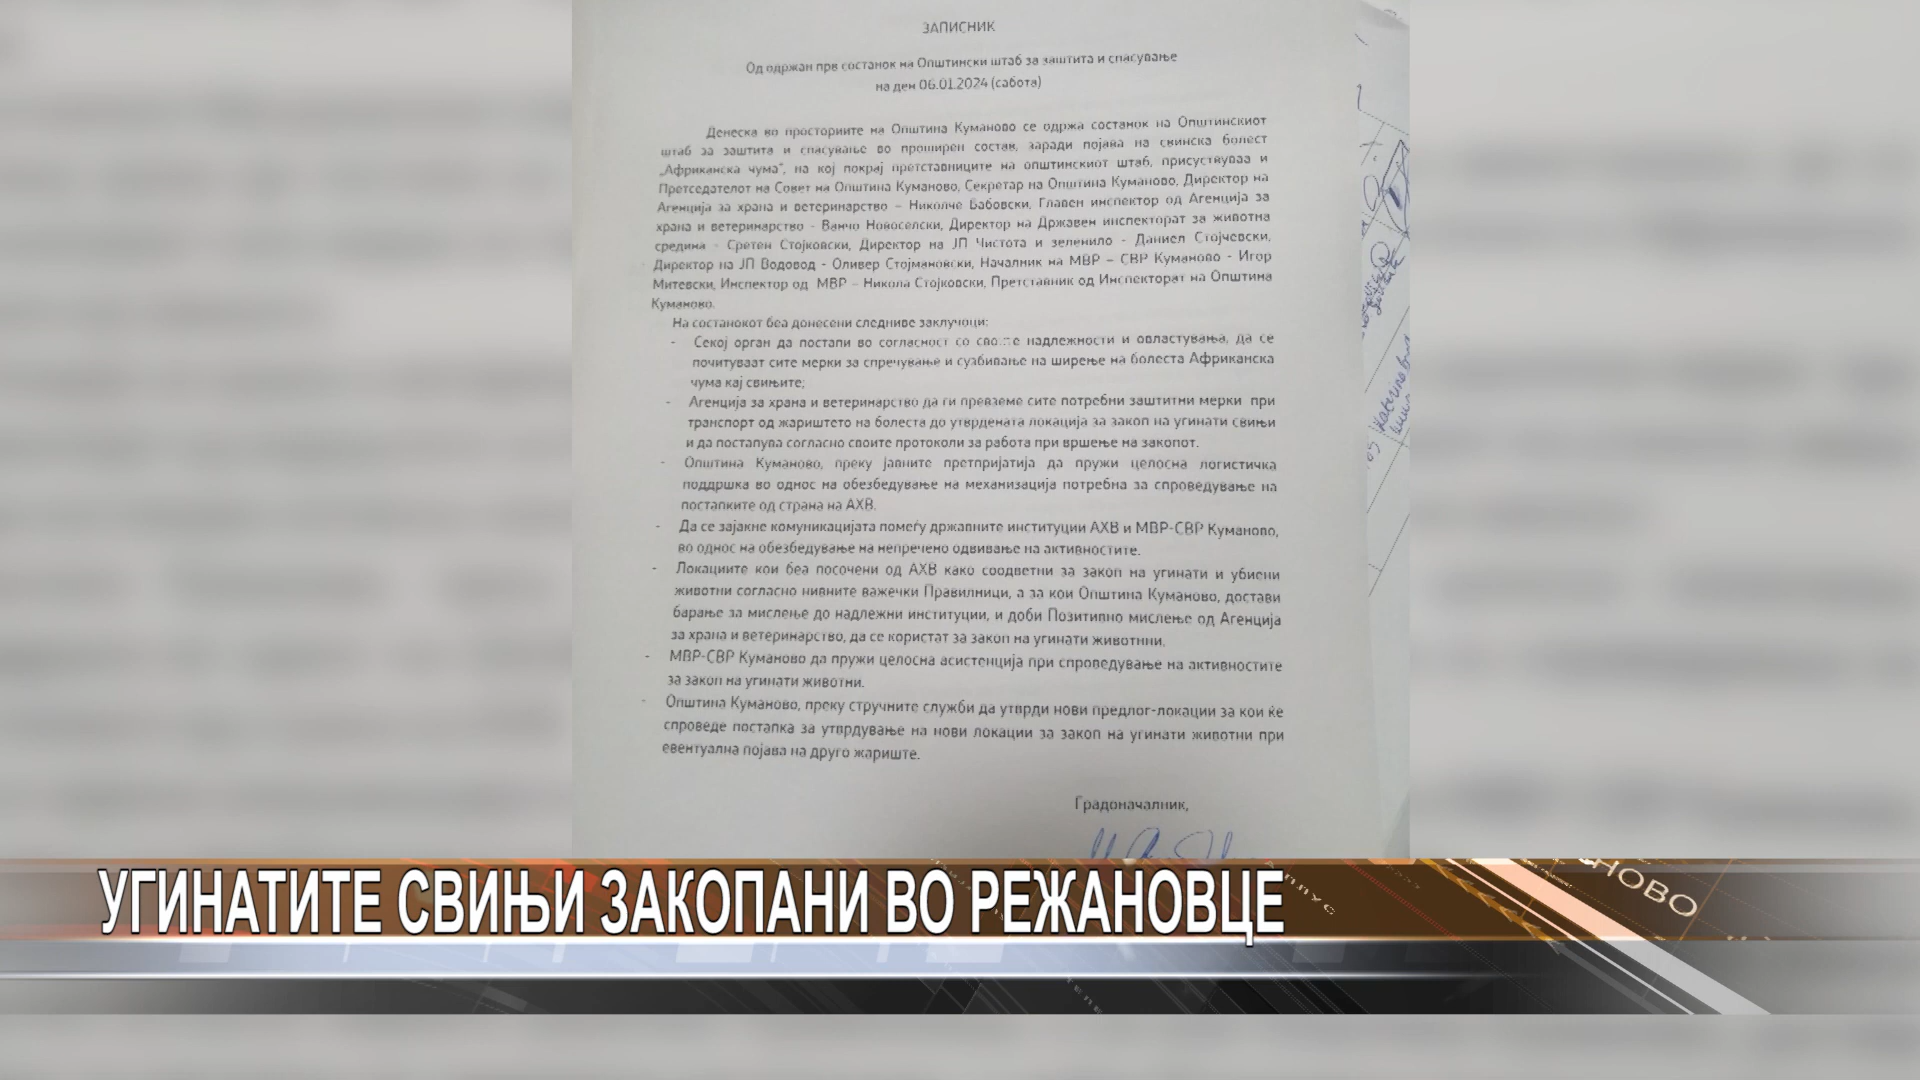 ЗАПИСНИК
Од одржан прв состанок на Општински штаб за заштита и спасување
на ден 06.01.2024 (сабота)
Денеска во просториите на Општина Куманово се одржа состанок на Општинскиот
штаб за заштита и спасување во проширен состав, заради појава на свинска болест
„Африканска чума", на кој покрај претставниците на општинскиот штаб, присуствуваа и
Претседателот на Совет на Општина Куманово, Секретар на Општина Куманово, Директор на
Агенција за храна и ветеринарство – Николче Бабовски, Главен инспектор од Агенција за
храна и ветеринарство - Ванчо Новоселски, Директор на Државен инспекторат за животна
средина - Сретен Стојковски, Директор на ЈП Чистота и зеленило - Даниел Стојчевски,
Директор на ЈП Водовод - Оливер Стојмановски, Началник на МВР – СВР Куманово - Игор
Митевски, Инспектор од МВР – Никола Стојковски, Претставник од Инспекторат на Општина
Куманово.
На состанокот беа донесени следниве заклучоци:
- Секој орган да постапи во согласност со своите надлежности и овластувања, да се
почитуваат сите мерки за спречување и сузбивање на ширење на болеста Африканска
чума кај свињите;
- Агенција за храна и ветеринарство да ги превземе сите потребни заштитни мерки при
транспорт од жариштето на болеста до утврдената локација за закоп на угинати свињи
и да постапува согласно своите протоколи за работа при вршење на закопот.
- Општина Куманово, преку јавните претпријатија да пружи целосна логистичка
поддршка во однос на обезбедување на механизација потребна за спроведување на
постапките од страна на АХВ.
- Да се зајакне комуникацијата помеѓу државните институции АХВ и МВР-СВР Куманово,
во однос на обезбедување на непречено одвивање на активностите.
- Локациите кои беа посочени од АХВ како соодветни за закоп на угинати и убиени
животни согласно нивните важечки Правилници, а за кои Општина Куманово, достави
барање за мислење до надлежни институции, и доби Позитивно мислење од Агенција
за храна и ветеринарство, да се користат за закоп на угинати животнни.
- МВР-СВР Куманово да пружи целосна асистенција при спроведување на активностите
за закоп на угинати животни.
- Општина Куманово, преку стручните служби да утврди нови предлог-локации за кои ќе
спроведе постапка за утврдување на нови локации за закоп на угинати животни при
евентуална појава на друго жариште.
Градоначалник,
УГИНАТИТЕ СВИЊИ ЗАКОПАНИ ВО РЕЖАНОВЦЕ